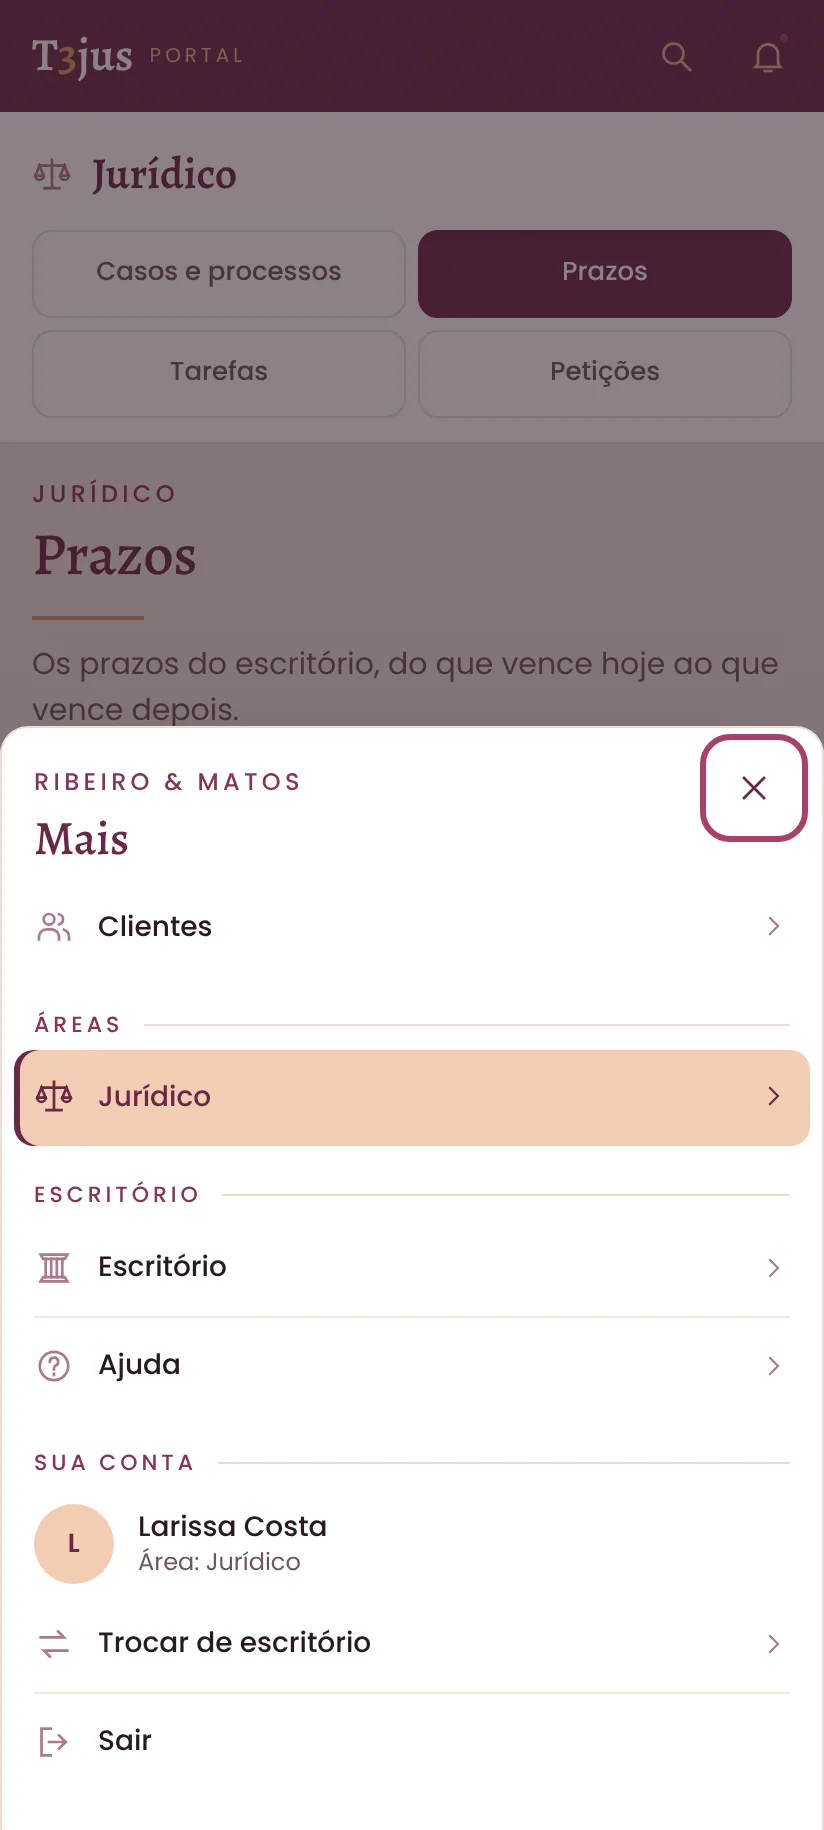 T3jus PORTAL
Jurídico
Casos e processos
Prazos
Tarefas
Petições
JURÍDICO
Prazos
Os prazos do escritório, do que vence hoje ao que
vence depois.
RIBEIRO & MATOS
Mais
Clientes
ÁREAS
Jurídico
ESCRITÓRIO
Escritório
Ajuda
SUA CONTA
L
Larissa Costa
Área: Jurídico
Trocar de escritório
Sair